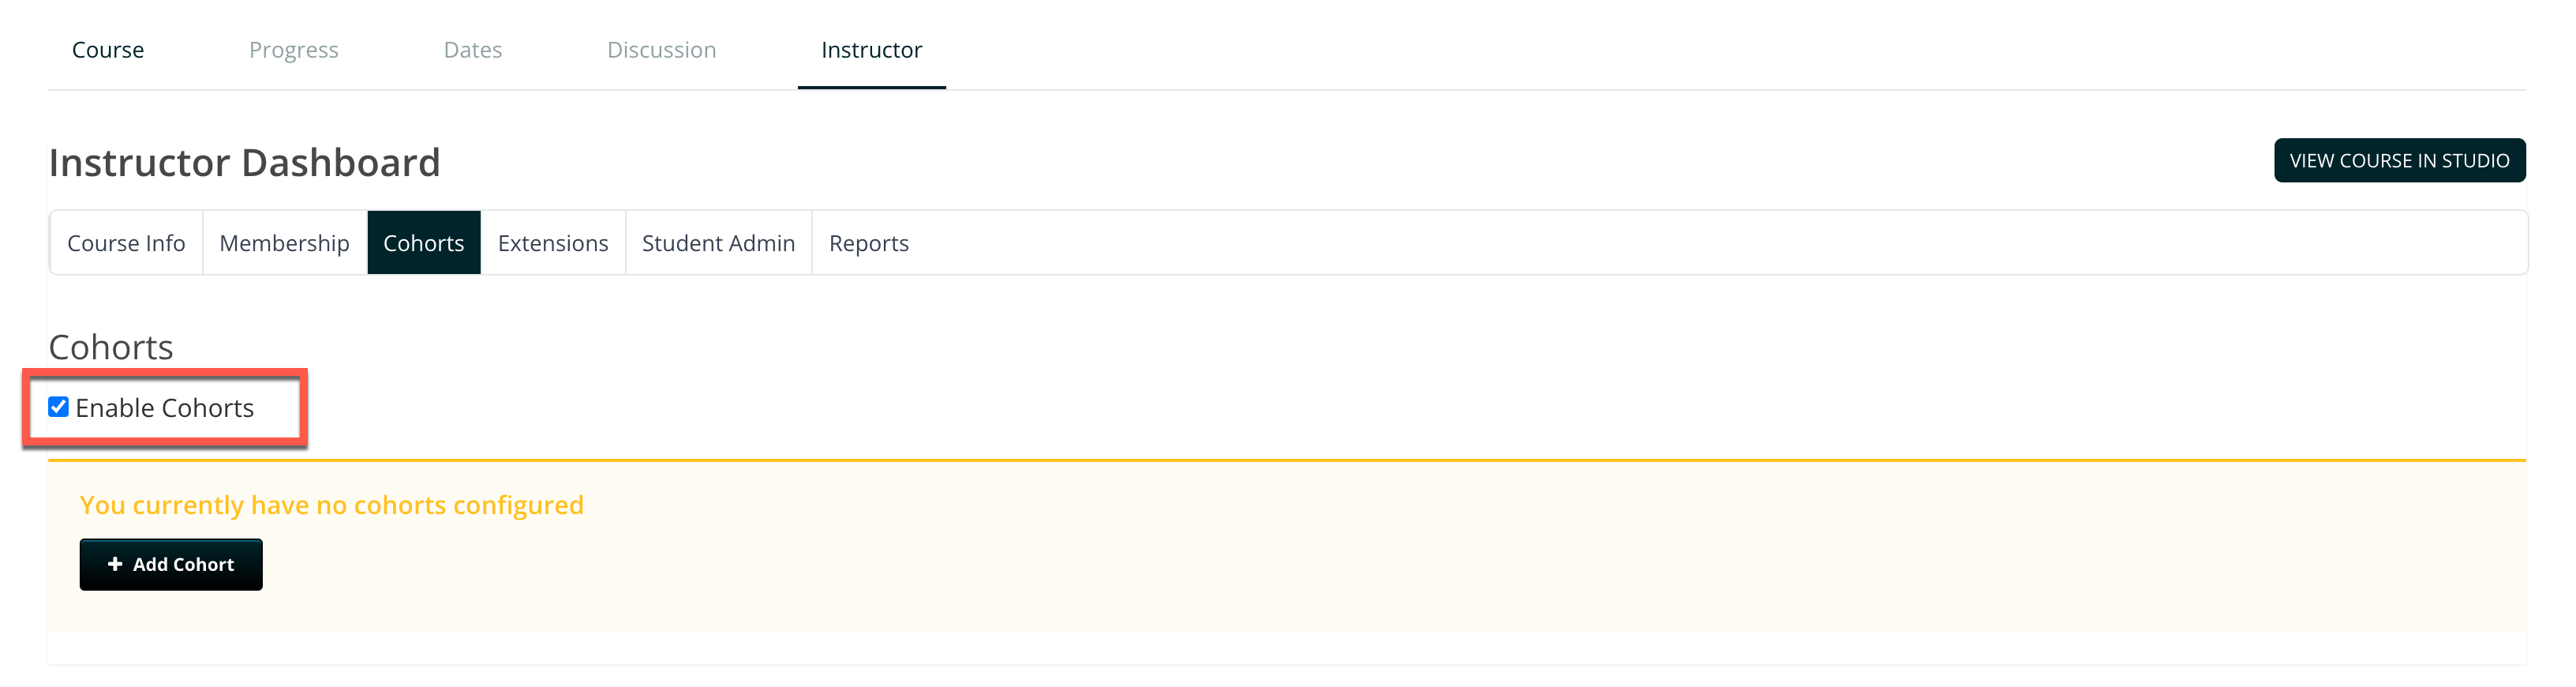 Course Progress Dates Discussion Instructor
Instructor Dashboard
VIEW COURSE IN STUDIO
Course Info Membership Cohorts Extensions Student Admin Reports
Cohorts
Enable Cohorts
You currently have no cohorts configured
+ Add Cohort